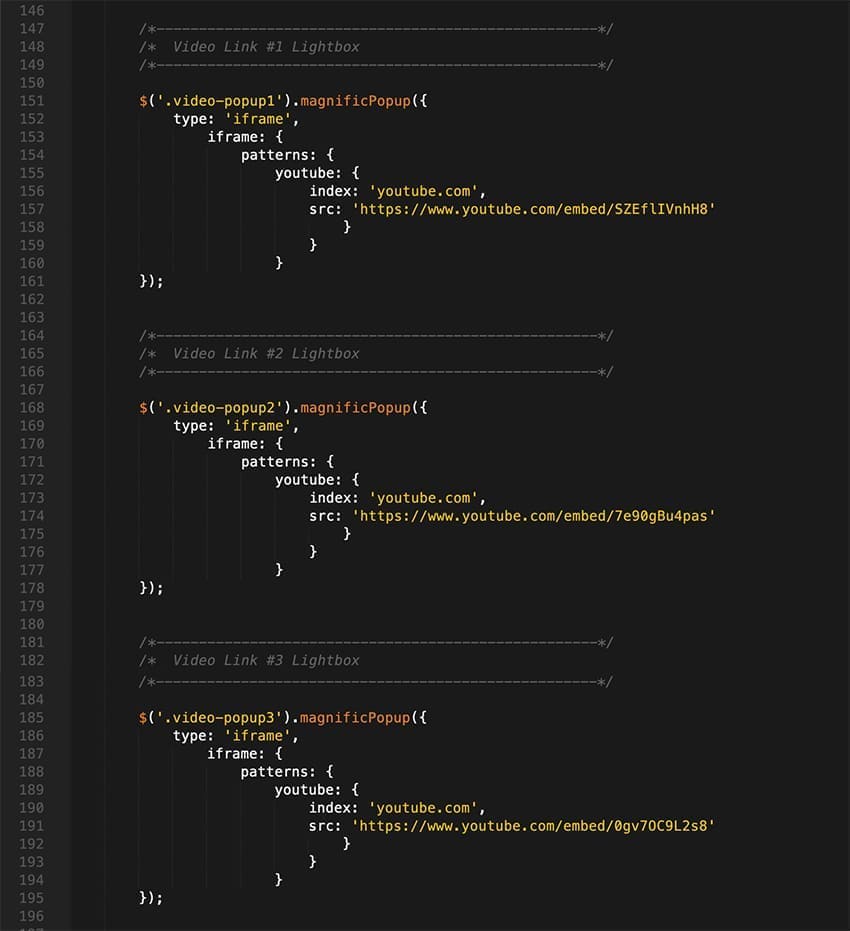 146
147 /*----------------------------------------------------*/
148 /*  Video Link #1 Lightbox
149 /*----------------------------------------------------*/
150
151 $('.video-popup1').magnificPopup({
152     type: 'iframe',
153         iframe: {
154             patterns: {
155                 youtube: {
156                     index: 'youtube.com',
157                     src: 'https://www.youtube.com/embed/SZEflIVnhH8'
158                         }
159                     }
160                 }
161 });
162
163
164 /*----------------------------------------------------*/
165 /*  Video Link #2 Lightbox
166 /*----------------------------------------------------*/
167
168 $('.video-popup2').magnificPopup({
169     type: 'iframe',
170         iframe: {
171             patterns: {
172                 youtube: {
173                     index: 'youtube.com',
174                     src: 'https://www.youtube.com/embed/7e90gBu4pas'
175                         }
176                     }
177                 }
178 });
179
180
181 /*----------------------------------------------------*/
182 /*  Video Link #3 Lightbox
183 /*----------------------------------------------------*/
184
185 $('.video-popup3').magnificPopup({
186     type: 'iframe',
187         iframe: {
188             patterns: {
189                 youtube: {
190                     index: 'youtube.com',
191                     src: 'https://www.youtube.com/embed/0gv7OC9L2s8'
192                         }
193                     }
194                 }
195 });
196